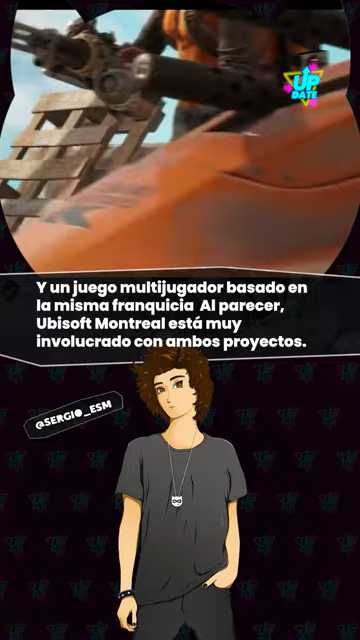 UP
DATE
Y un juego multijugador basado en
la misma franquicia  Al parecer,
Ubisoft Montreal está muy
involucrado con ambos proyectos.
@SERGIO_ESM